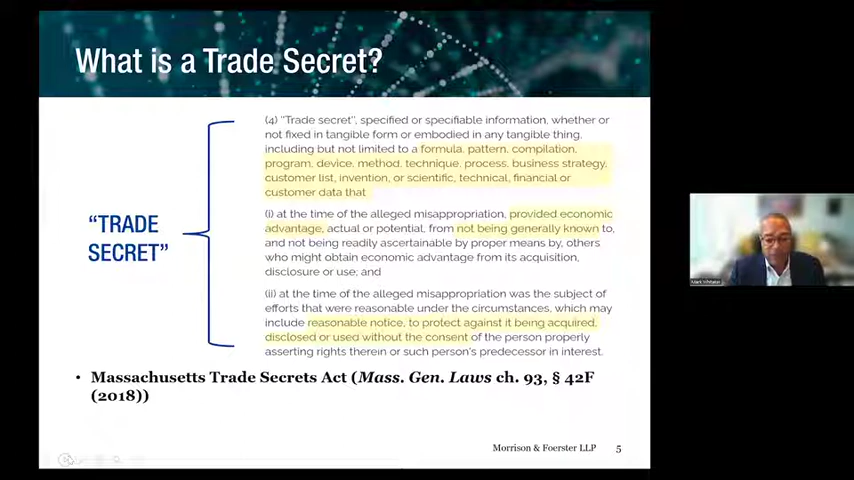 What is a Trade Secret?
(4) "Trade secret", specified or specifiable information, whether or
not fixed in tangible form or embodied in any tangible thing,
including but not limited to a formula, pattern, compilation,
program, device, method, technique, process, business strategy,
customer list, invention, or scientific, technical, financial or
customer data that
(i) at the time of the alleged misappropriation, provided economic
advantage, actual or potential, from not being generally known to,
and not being readily ascertainable by proper means by, others
who might obtain economic advantage from its acquisition,
disclosure or use; and
(ii) at the time of the alleged misappropriation was the subject of
efforts that were reasonable under the circumstances, which may
include reasonable notice, to protect against it being acquired,
disclosed or used without the consent of the person properly
asserting rights therein or such person's predecessor in interest.
"TRADE
SECRET"
• Massachusetts Trade Secrets Act (Mass. Gen. Laws ch. 93, § 42F
(2018))
Morrison & Foerster LLP 5
Mark Whitaker